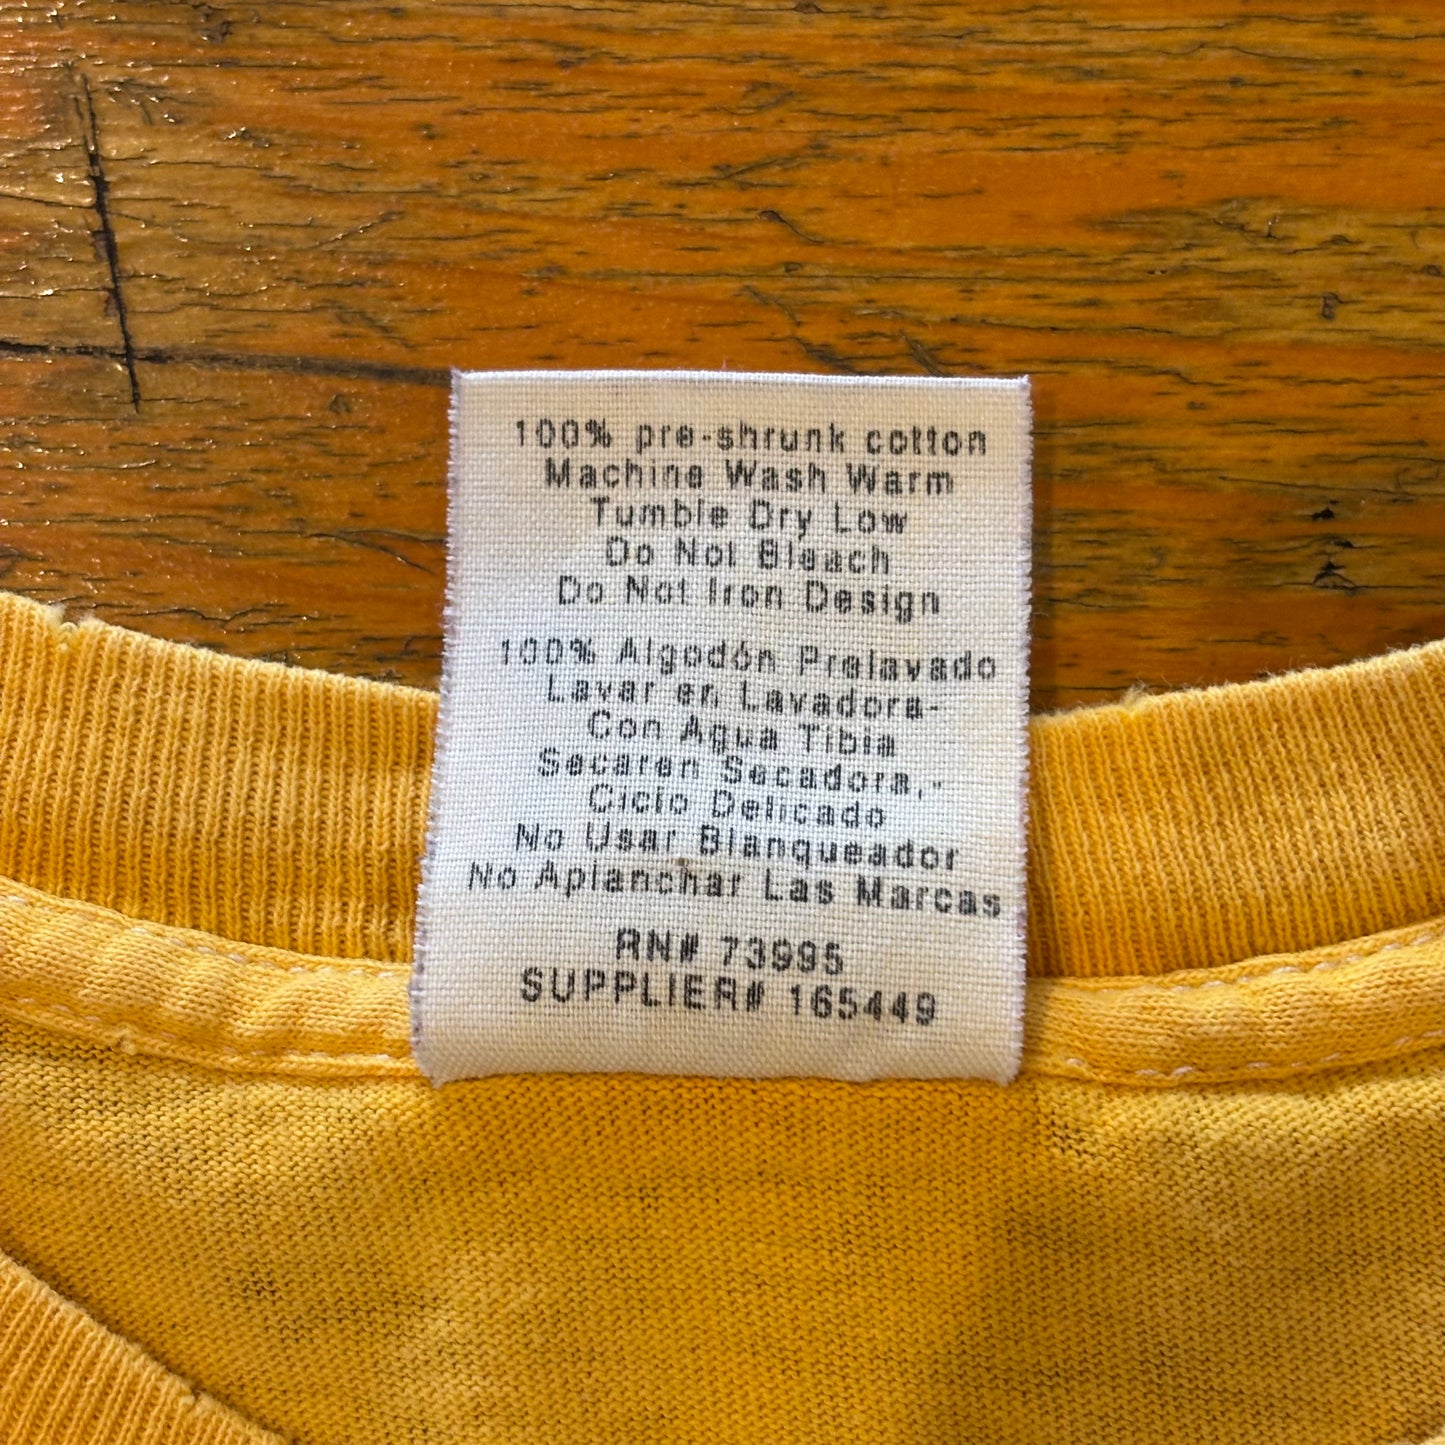 100% pre-shrunk cotton
Machine Wash Warm
Tumble Dry Low
Do Not Bleach
Do Not Iron Design
100% Algodón Prelavado
Lavar en Lavadora-
Con Agua Tibia
Secaren Secadora,-
Ciclo Delicado
No Usar Blanqueador
No Aplanchar Las Marcas
RN# 73995
SUPPLIER# 165449